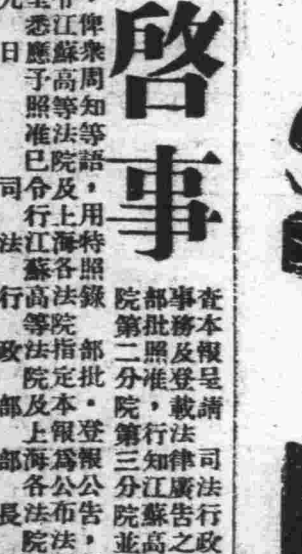 啓事
查本報呈請 司法行政
事務及登載法律廣告之
部批照准,行知江蘇高
院第二分院,第三分院並
俾衆周知等語,用特照錄 部批。登報公告,
江蘇高等法院及上海各法院指定本報爲公布法
悉應予照准已令行江蘇高等法院及上海各法院
日 司法行政部部長